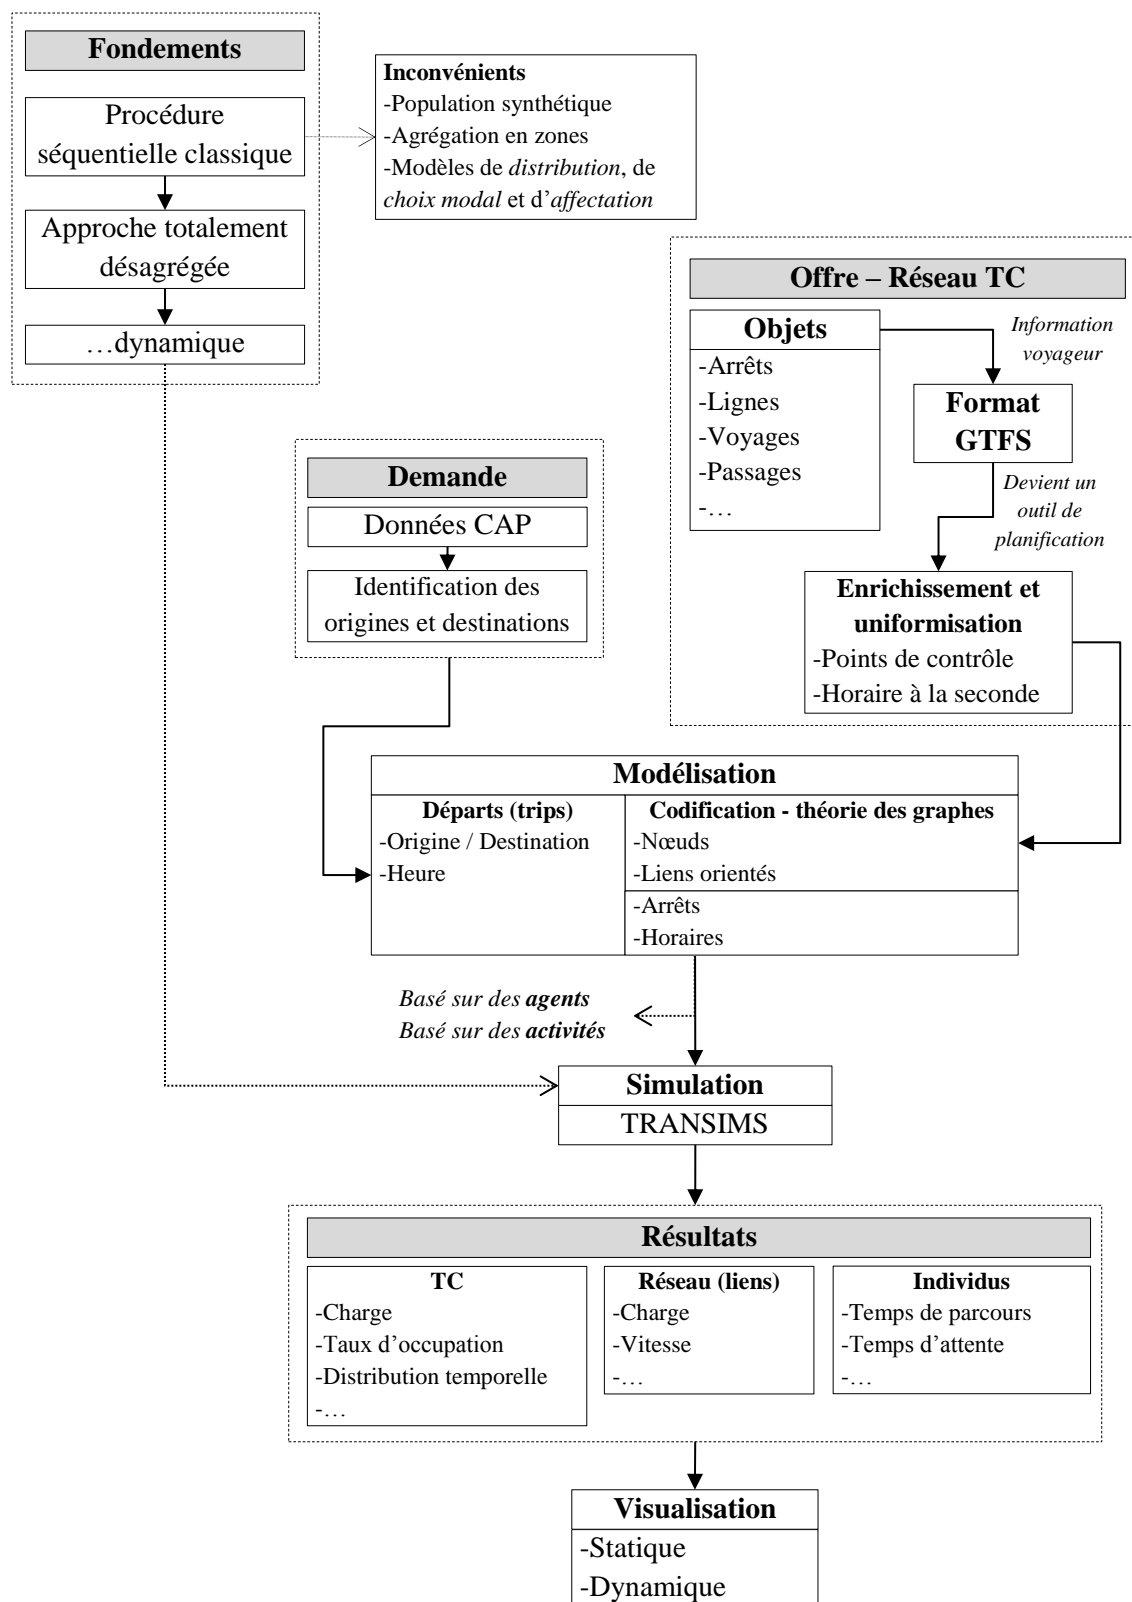 Fondements
Procédure
séquentielle classique
Approche totalement
désagrégée
…dynamique
Inconvénients
-Population synthétique
-Agrégation en zones
-Modèles de distribution, de
choix modal et d’affectation
Offre – Réseau TC
Objets
-Arrêts
-Lignes
-Voyages
-Passages
-…
Information
voyageur
Format
GTFS
Devient un
outil de
planification
Enrichissement et
uniformisation
-Points de contrôle
-Horaire à la seconde
Demande
Données CAP
Identification des
origines et destinations
Modélisation
Départs (trips)
-Origine / Destination
-Heure
Codification - théorie des graphes
-Nœuds
-Liens orientés
-Arrêts
-Horaires
Basé sur des agents
Basé sur des activités
Simulation
TRANSIMS
Résultats
TC
-Charge
-Taux d’occupation
-Distribution temporelle
-…
Réseau (liens)
-Charge
-Vitesse
-…
Individus
-Temps de parcours
-Temps d’attente
-…
Visualisation
-Statique
-Dynamique